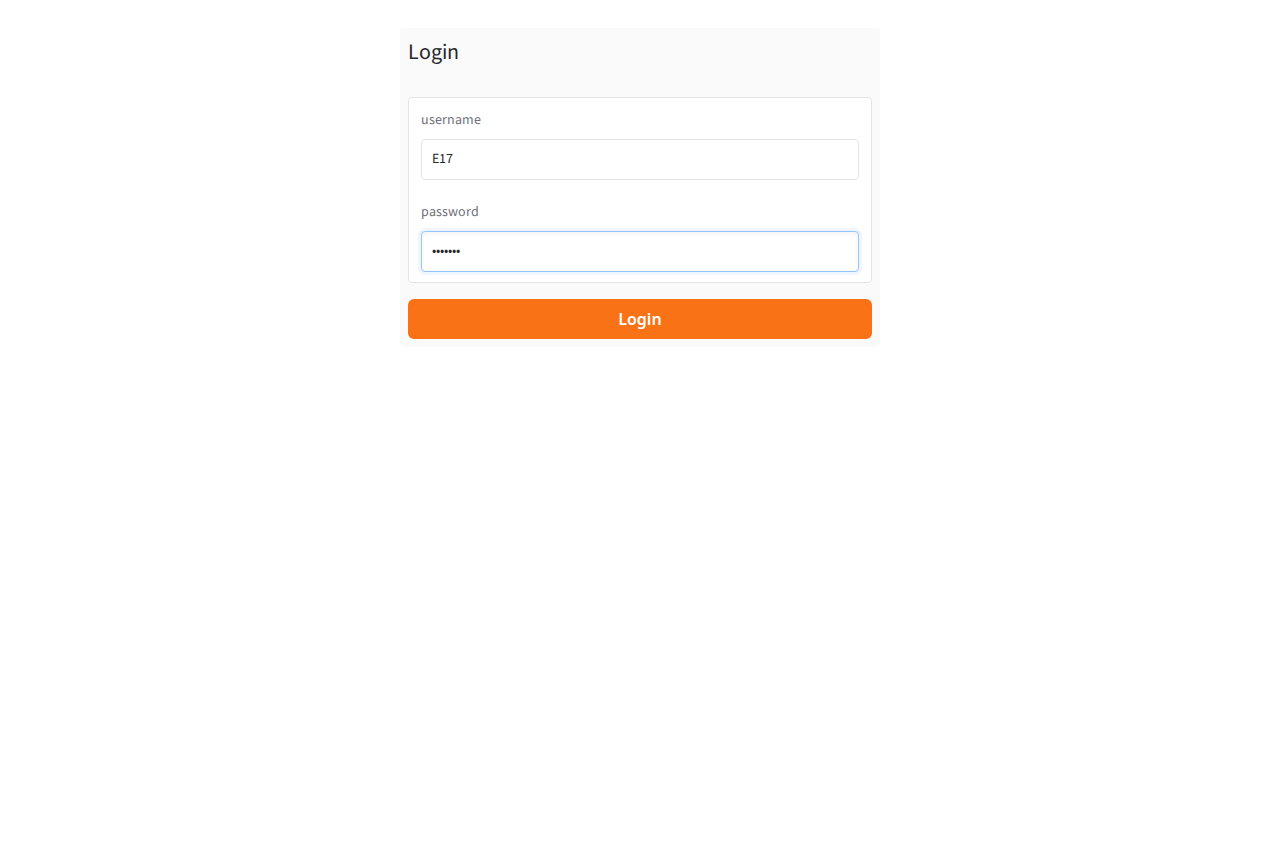 Login
username
E17
password
•••••••
Login